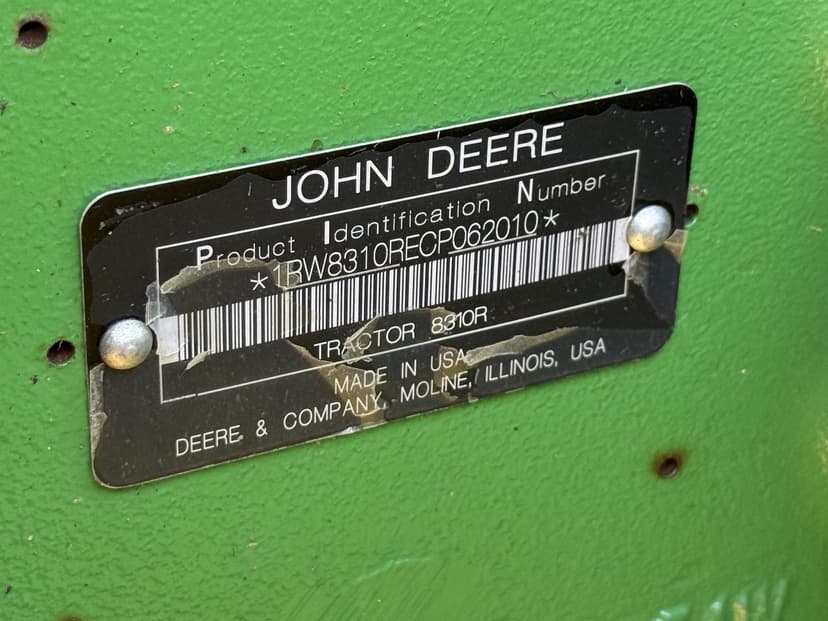 JOHN DEERE
Product Identification Number
*1RW8310RECP062010*
TRACTOR 8310R
MADE IN USA
DEERE & COMPANY, MOLINE, ILLINOIS, USA